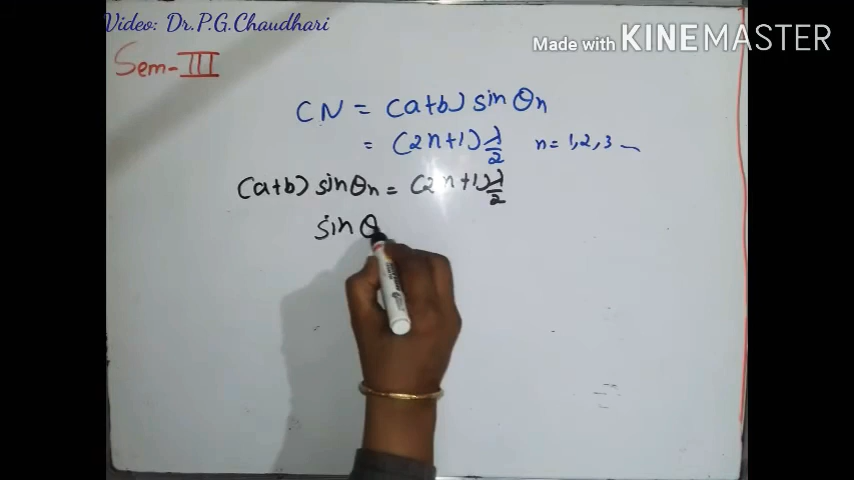 Video: Dr.P.G.Chaudhari
Made with KINEMASTER
Sem-III
CN = (a+b) sin θn
= (2n+1) λ/2 n = 1,2,3 —
(a+b) sin θn = (2n+1) λ/2
sin θ